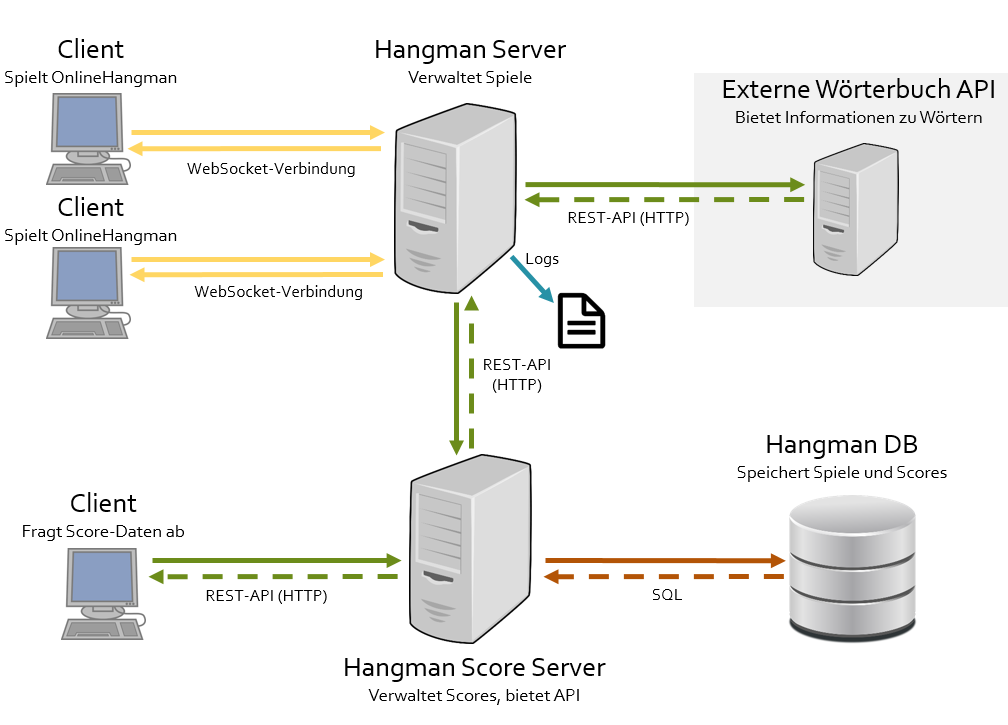 Client
Spielt OnlineHangman
WebSocket-Verbindung
Client
Spielt OnlineHangman
WebSocket-Verbindung
Hangman Server
Verwaltet Spiele
Externe Wörterbuch API
Bietet Informationen zu Wörtern
REST-API (HTTP)
Logs
REST-API
(HTTP)
Hangman DB
Speichert Spiele und Scores
Client
Fragt Score-Daten ab
REST-API (HTTP)
SQL
Hangman Score Server
Verwaltet Scores, bietet API